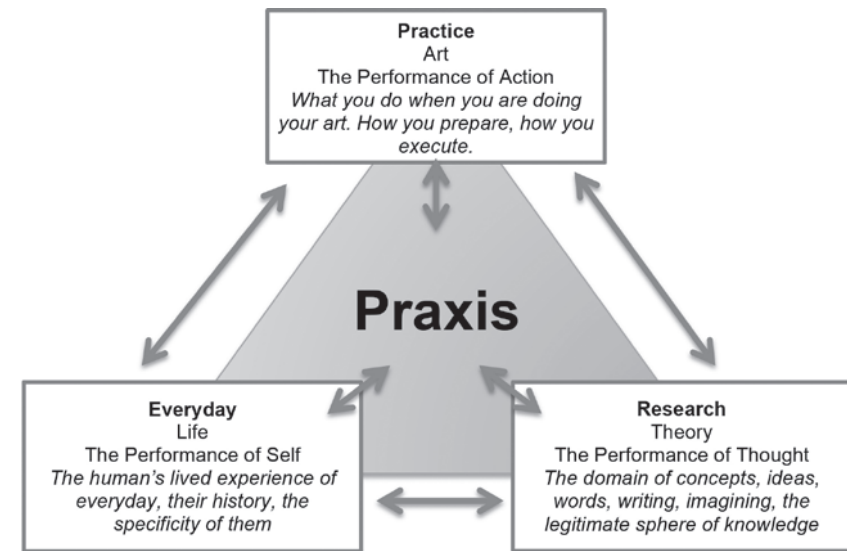 Practice
Art
The Performance of Action
What you do when you are doing
your art. How you prepare, how you
execute.
Praxis
Everyday
Life
The Performance of Self
The human's lived experience of
everyday, their history, the
specificity of them
Research
Theory
The Performance of Thought
The domain of concepts, ideas,
words, writing, imagining, the
legitimate sphere of knowledge